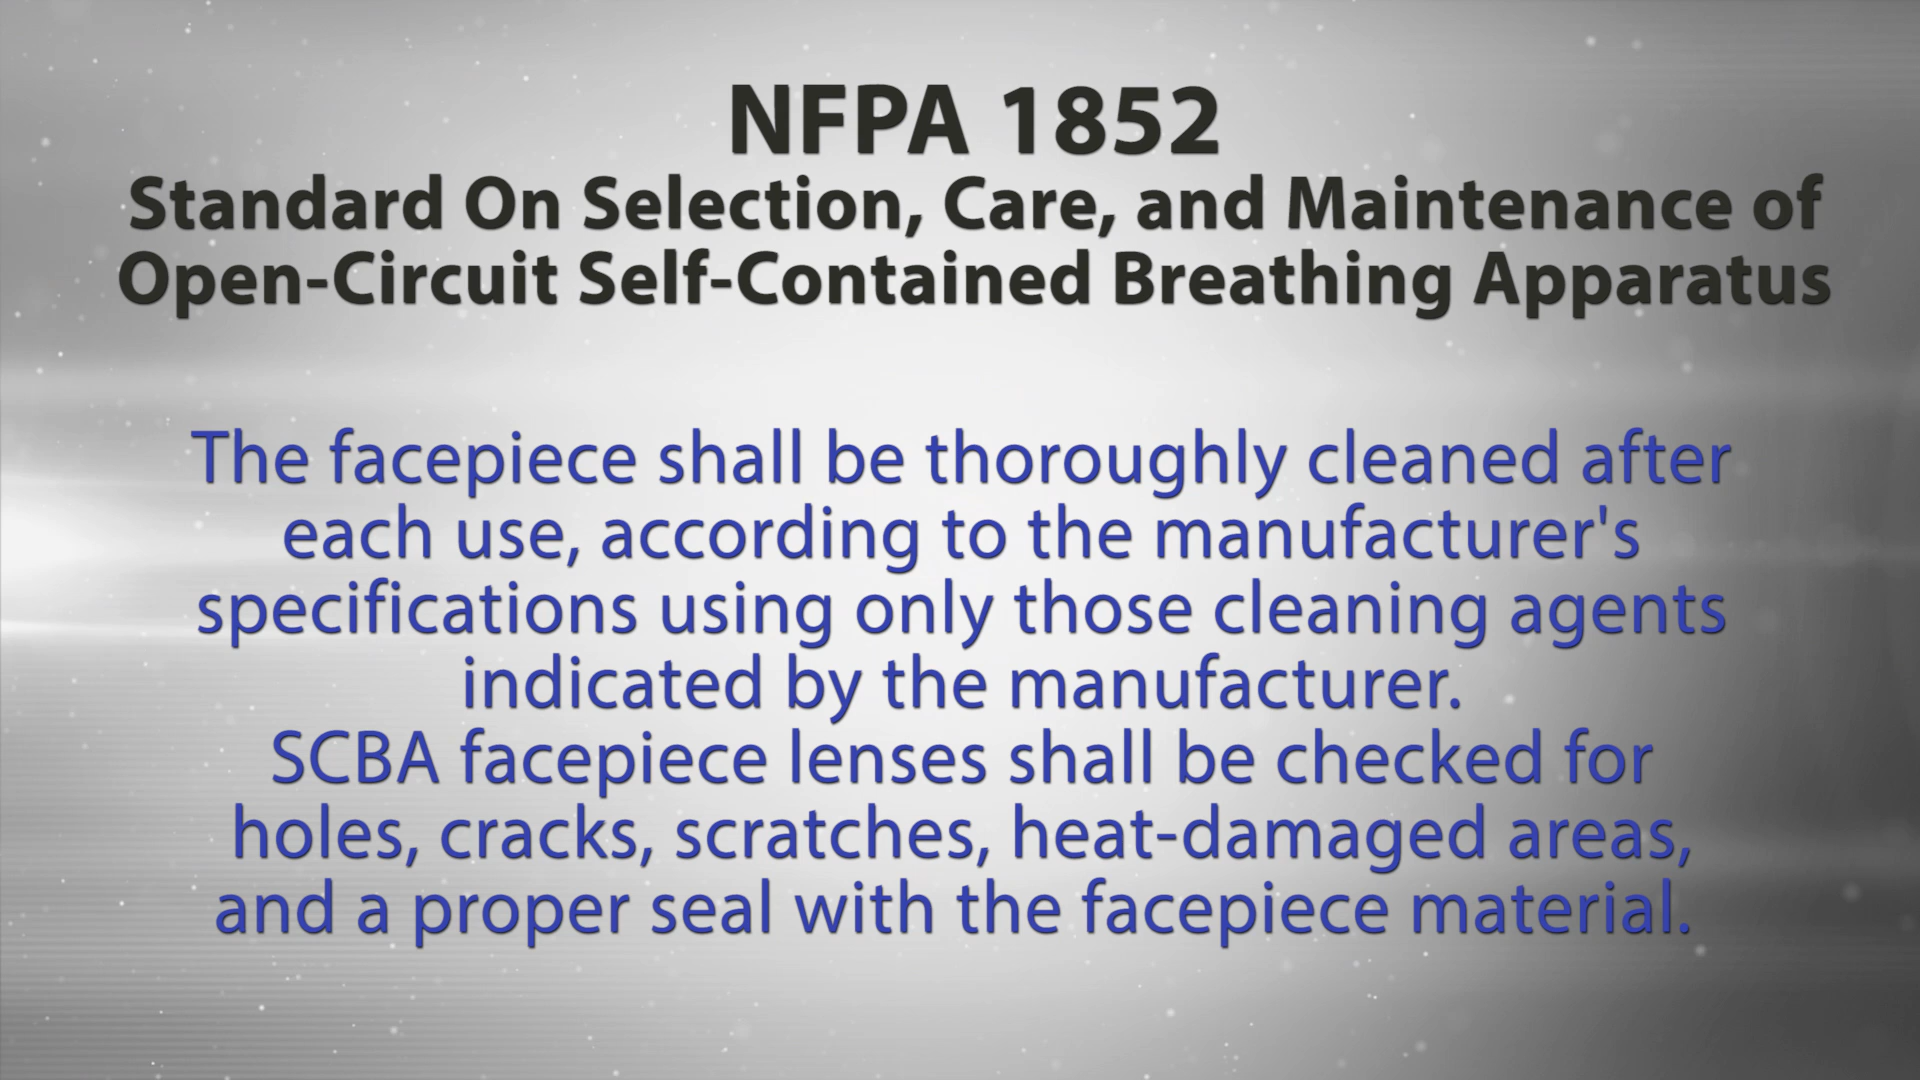 NFPA 1852
Standard On Selection, Care, and Maintenance of
Open-Circuit Self-Contained Breathing Apparatus
The facepiece shall be thoroughly cleaned after
each use, according to the manufacturer's
specifications using only those cleaning agents
indicated by the manufacturer.
SCBA facepiece lenses shall be checked for
holes, cracks, scratches, heat-damaged areas,
and a proper seal with the facepiece material.